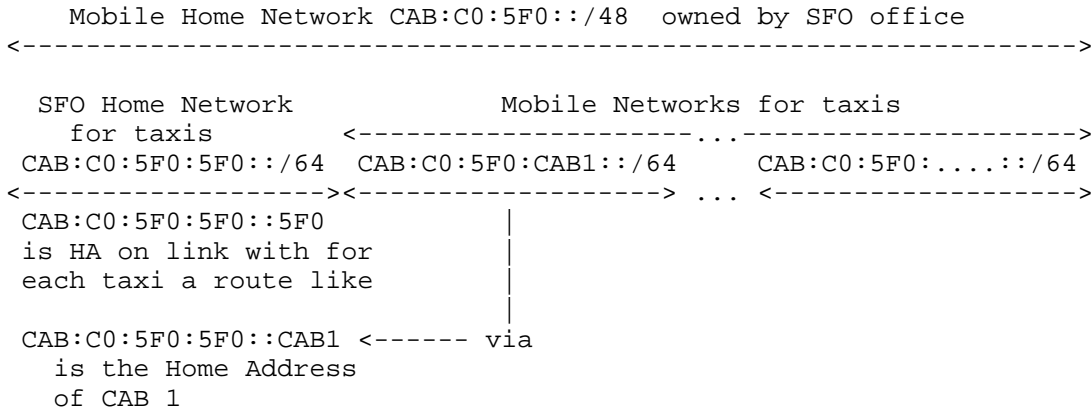 Mobile Home Network CAB:C0:5F0::/48  owned by SFO office
<------------------------------------------------------------------>
SFO Home Network                Mobile Networks for taxis
for taxis        <---------------------...---------------------->
CAB:C0:5F0:5F0::/64  CAB:C0:5F0:CAB1::/64     CAB:C0:5F0:....::/64
<-------------------><-------------------> ... <------------------->
CAB:C0:5F0:5F0::5F0           |
is HA on link with for        |
each taxi a route like        |
|
CAB:C0:5F0:5F0::CAB1 <------ via
is the Home Address
of CAB 1